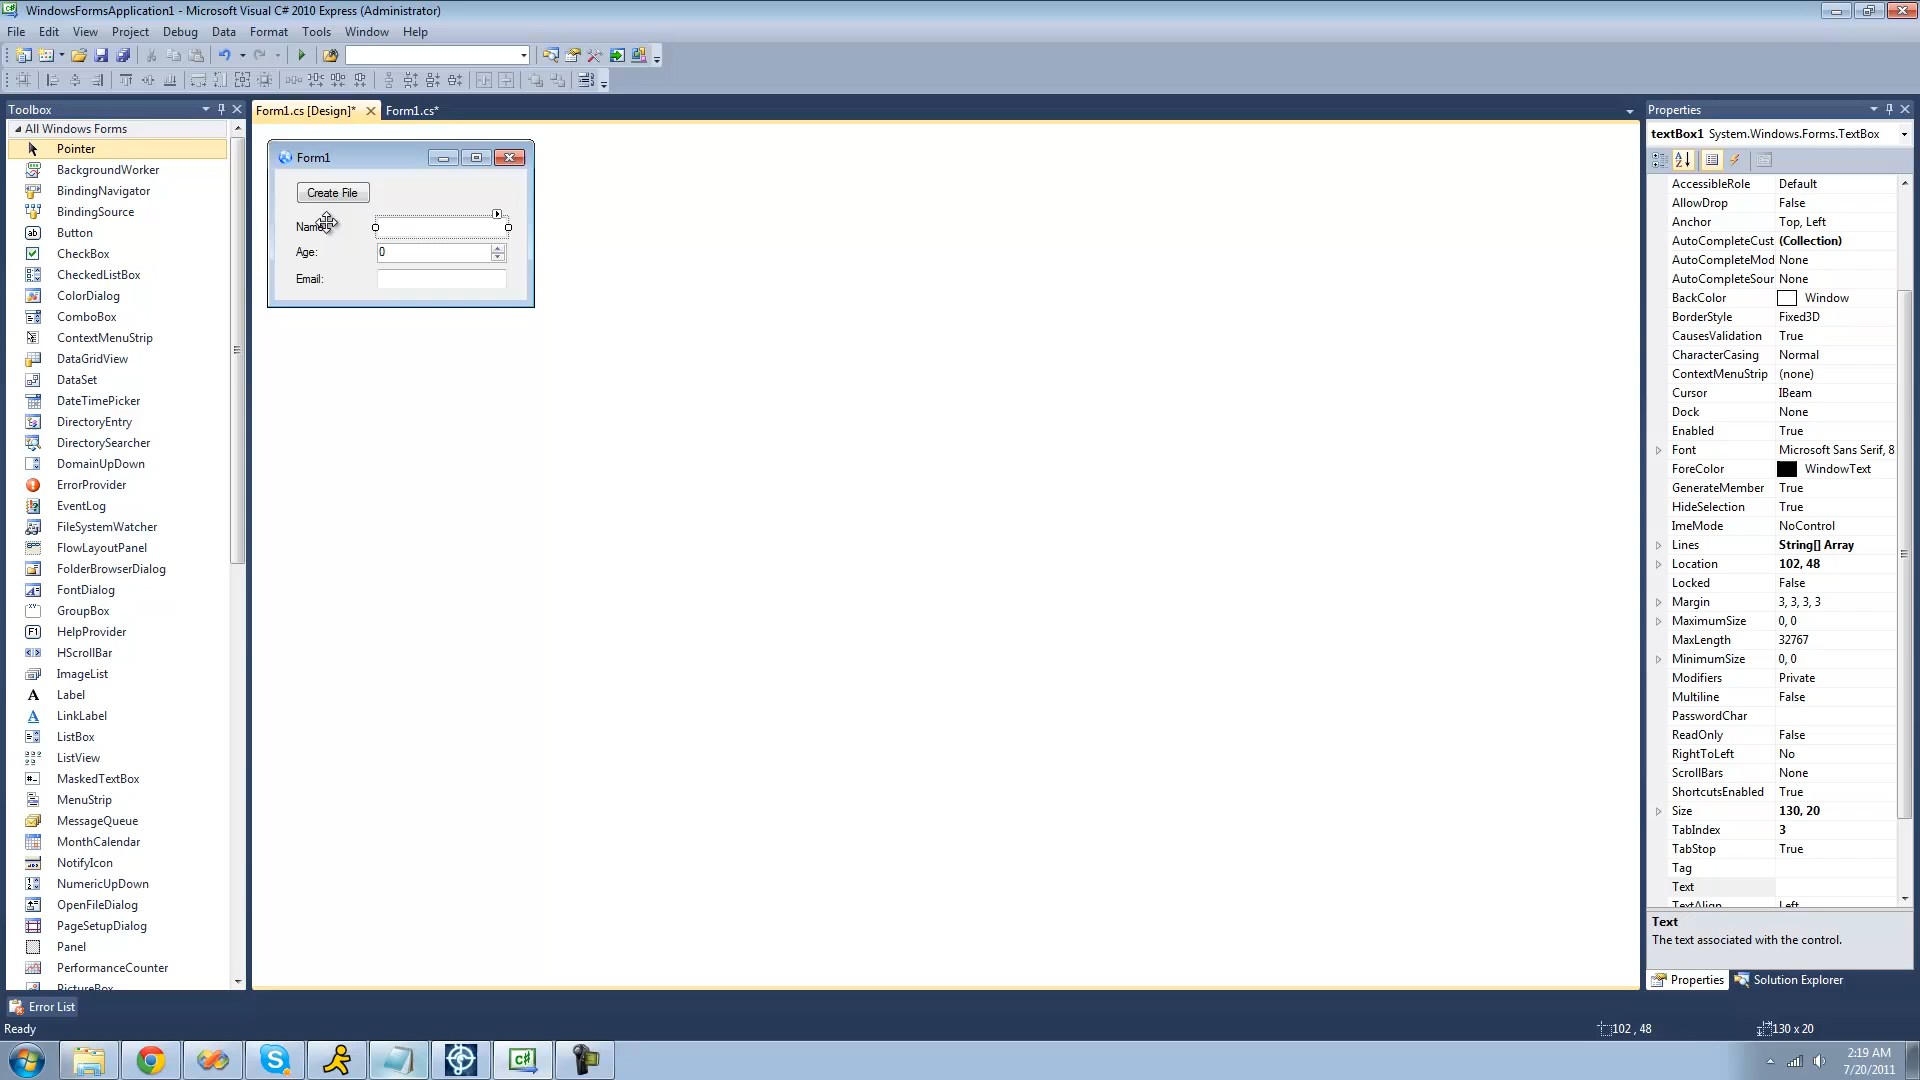 WindowsFormsApplication1 - Microsoft Visual C# 2010 Express (Administrator)
File Edit View Project Debug Data Format Tools Window Help
Toolbox
Form1.cs [Design]* Form1.cs*
Properties
All Windows Forms
Pointer
BackgroundWorker
BindingNavigator
BindingSource
Button
CheckBox
CheckedListBox
ColorDialog
ComboBox
ContextMenuStrip
DataGridView
DataSet
DateTimePicker
DirectoryEntry
DirectorySearcher
DomainUpDown
ErrorProvider
EventLog
FileSystemWatcher
FlowLayoutPanel
FolderBrowserDialog
FontDialog
GroupBox
HelpProvider
HScrollBar
ImageList
Label
LinkLabel
ListBox
ListView
MaskedTextBox
MenuStrip
MessageQueue
MonthCalendar
NotifyIcon
NumericUpDown
OpenFileDialog
PageSetupDialog
Panel
PerformanceCounter
PictureBox
Form1
Create File
Name
Age: 0
Email:
textBox1 System.Windows.Forms.TextBox
AccessibleRole Default
AllowDrop False
Anchor Top, Left
AutoCompleteCust (Collection)
AutoCompleteMod None
AutoCompleteSour None
BackColor Window
BorderStyle Fixed3D
CausesValidation True
CharacterCasing Normal
ContextMenuStrip (none)
Cursor IBeam
Dock None
Enabled True
Font Microsoft Sans Serif, 8
ForeColor WindowText
GenerateMember True
HideSelection True
ImeMode NoControl
Lines String[] Array
Location 102, 48
Locked False
Margin 3, 3, 3, 3
MaximumSize 0, 0
MaxLength 32767
MinimumSize 0, 0
Modifiers Private
Multiline False
PasswordChar
ReadOnly False
RightToLeft No
ScrollBars None
ShortcutsEnabled True
Size 130, 20
TabIndex 3
TabStop True
Tag
Text
TextAlign Left
Text
The text associated with the control.
Properties Solution Explorer
Error List
Ready
102 , 48 130 x 20
2:19 AM
7/20/2011